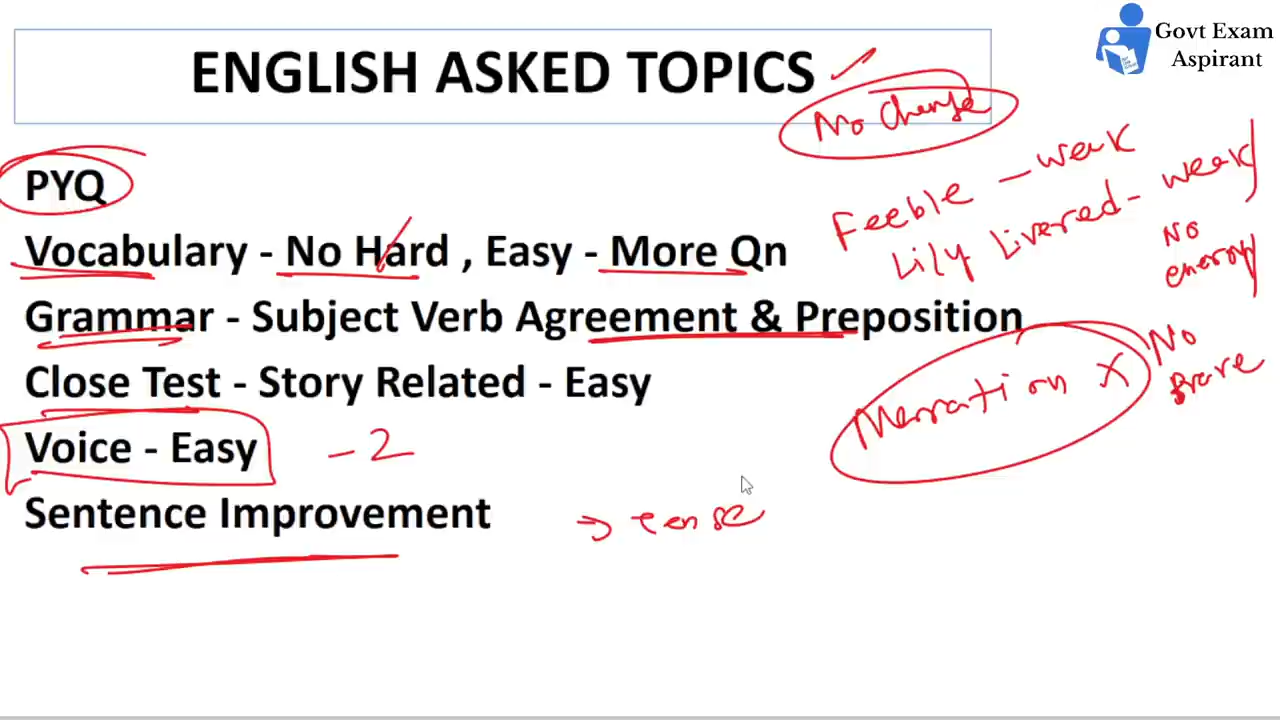 Govt Exam
Aspirant
ENGLISH ASKED TOPICS
No Change
PYQ
Feeble - weak
Lily livered - weak
No
energy
Vocabulary - No Hard , Easy - More Qn
Grammar - Subject Verb Agreement & Preposition
No
Brave
Close Test - Story Related - Easy
Narration X
Voice - Easy - 2
Sentence Improvement → tense